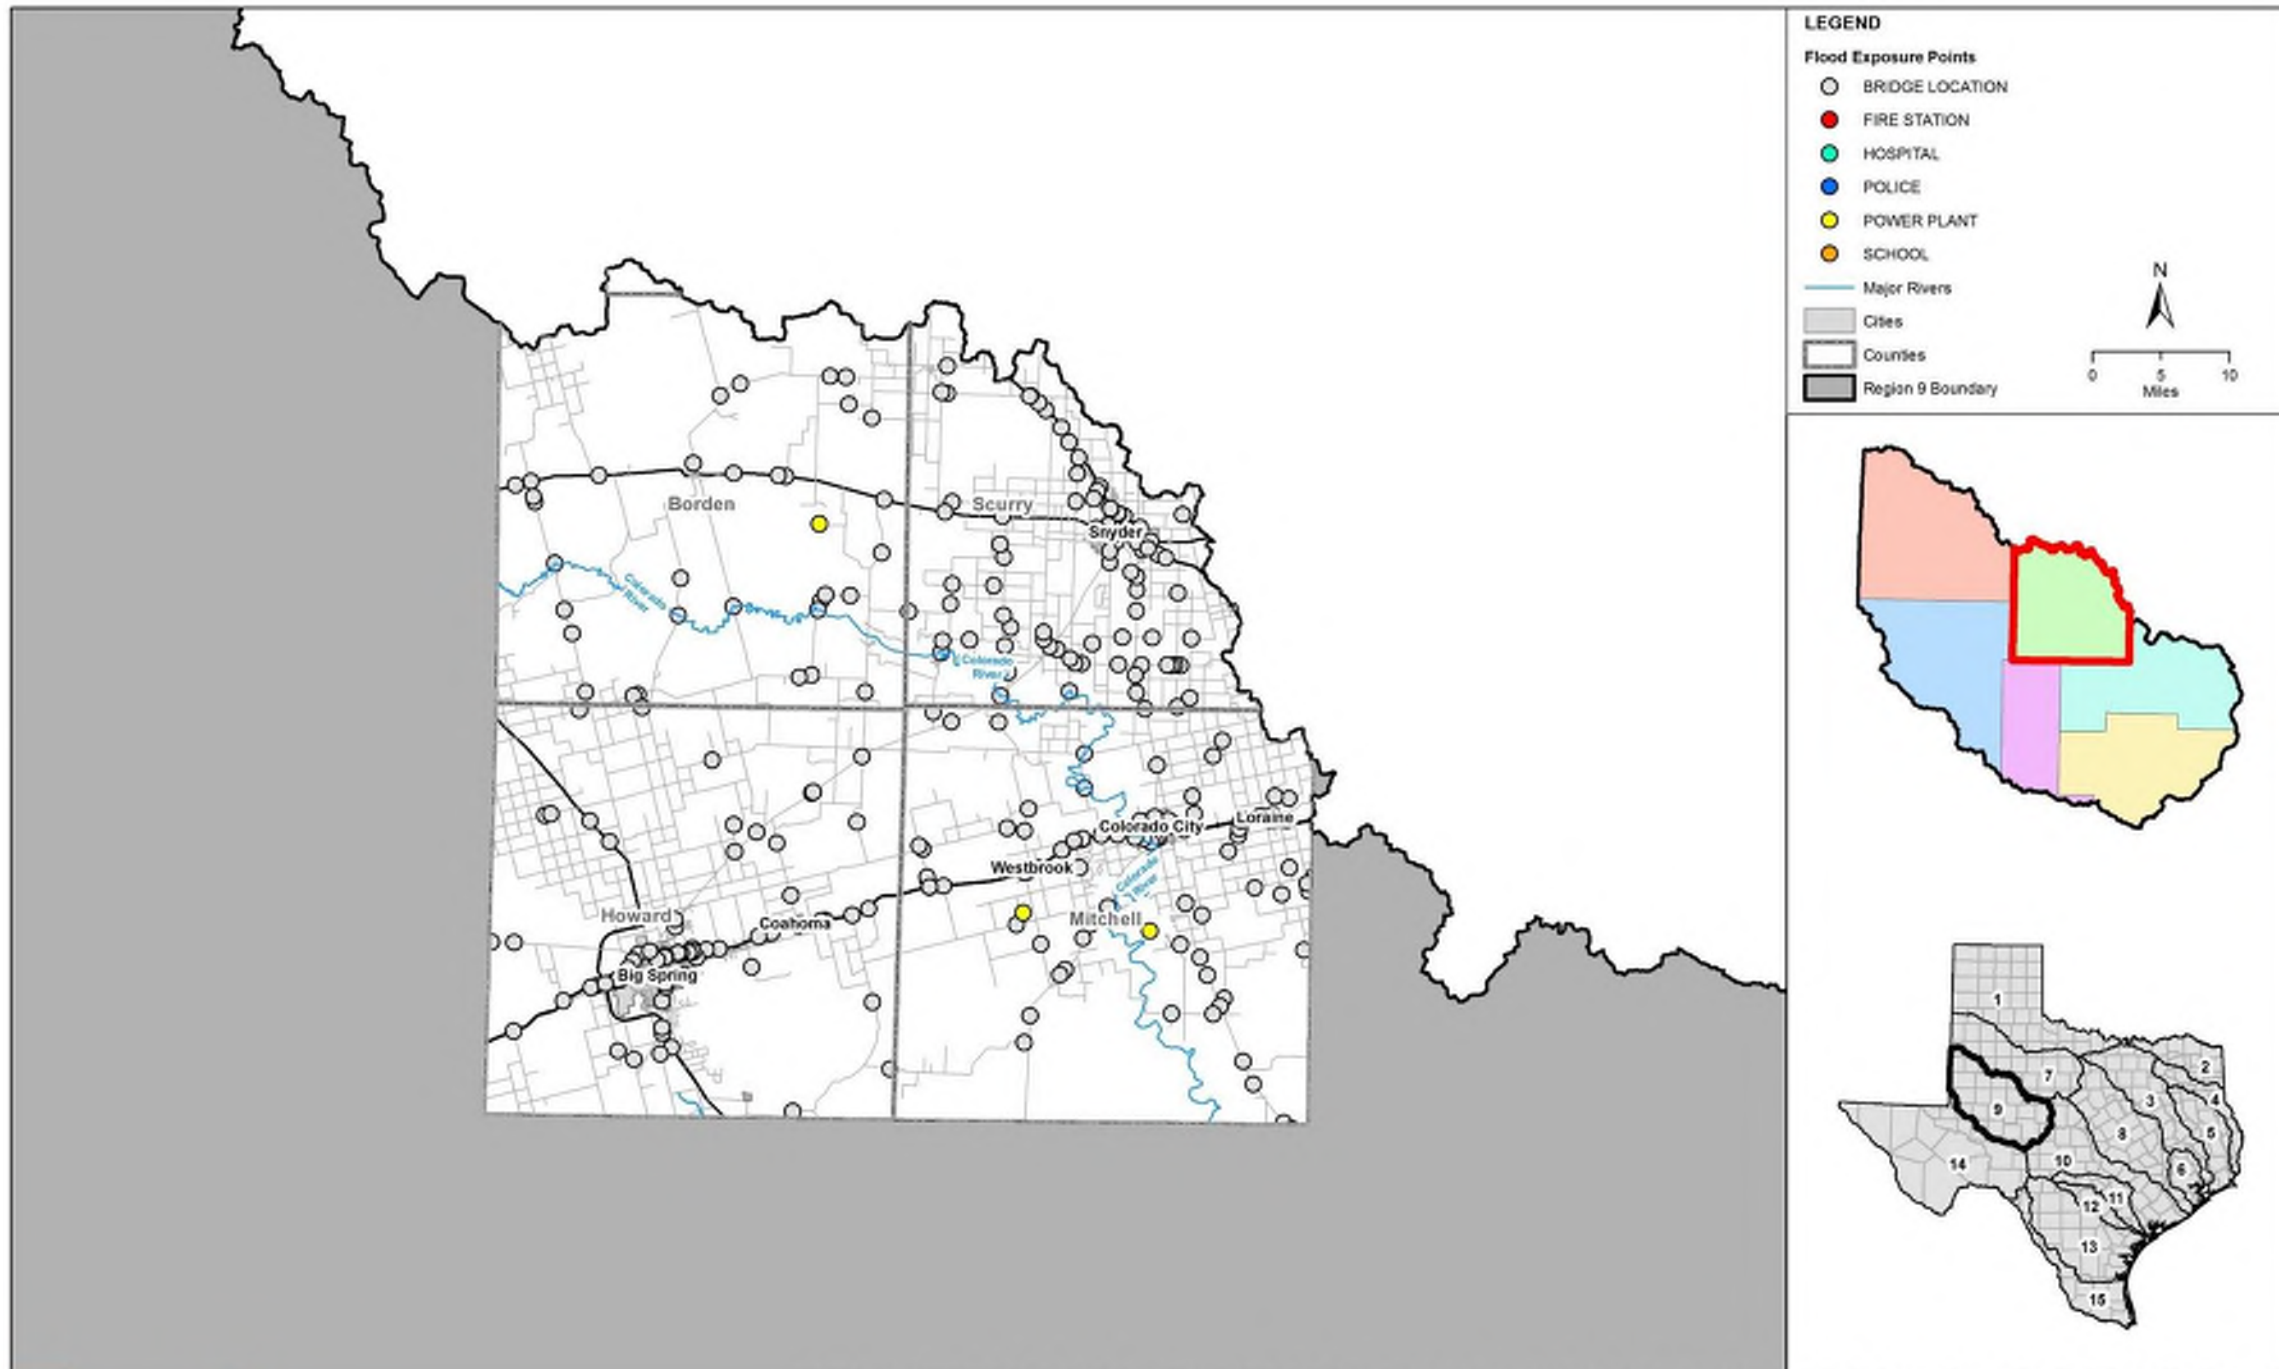 LEGEND
Flood Exposure Points
BRIDGE LOCATION
FIRE STATION
HOSPITAL
POLICE
POWER PLANT
SCHOOL
Major Rivers
Cities
Counties
Region 9 Boundary
N
0 5 10
Miles
Borden
Scurry
Snyder
Colorado
River
Colorado
River
Colorado City
Loraine
Westbrook
Colorado
River
Howard
Coahoma
Mitchell
Big Spring
1
2
7
3
4
9
8
5
14
10
6
11
12
13
15